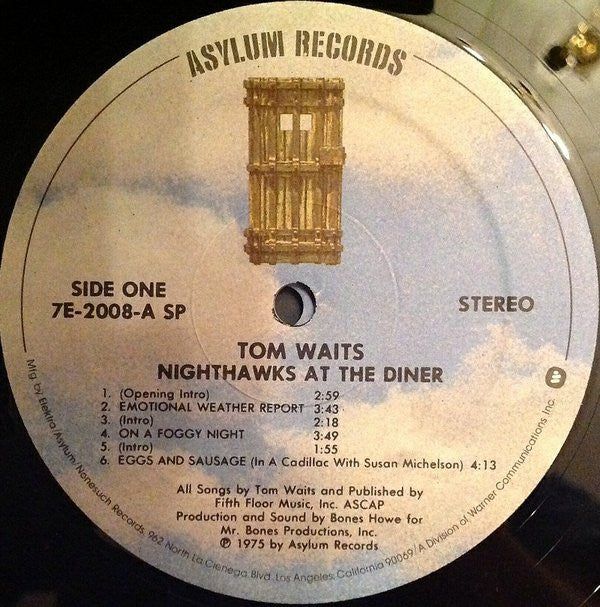 ASYLUM RECORDS
SIDE ONE
7E-2008-A SP
STEREO
TOM WAITS
NIGHTHAWKS AT THE DINER
1. (Opening Intro) 2:59
2. EMOTIONAL WEATHER REPORT 3:43
3. (Intro) 2:18
4. ON A FOGGY NIGHT 3:49
5. (Intro) 1:55
6. EGGS AND SAUSAGE (In A Cadillac With Susan Michelson) 4:13
All Songs by Tom Waits and Published by
Fifth Floor Music, Inc. ASCAP
Production and Sound by Bones Howe for
Mr. Bones Productions, Inc.
℗ 1975 by Asylum Records
Mfg by Elektra/Asylum/Nonesuch Records, 962 North La Cienega Blvd. Los Angeles, California 90069/A Division of Warner Communications Inc.